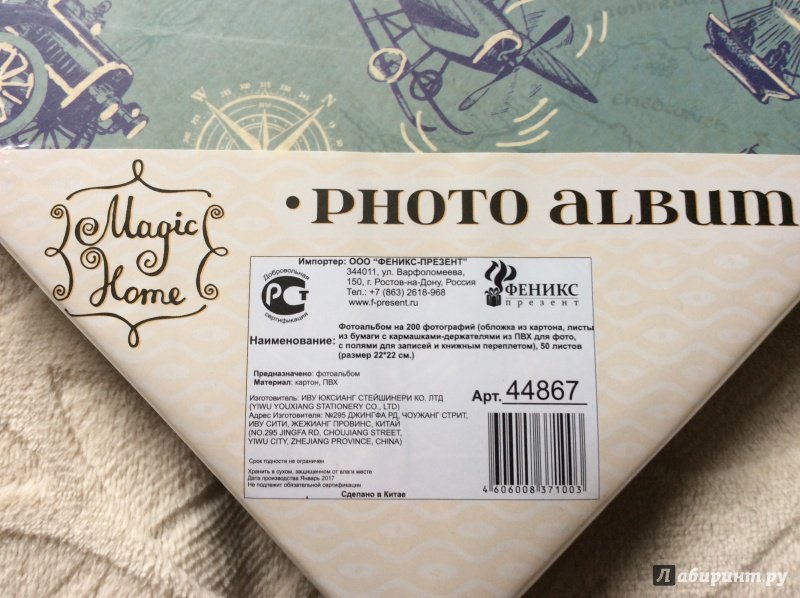 W
Magic
Home
• PHOTO ALBUM
Добровольная
РСТ
сертификация
Импортер: ООО "ФЕНИКС-ПРЕЗЕНТ"
344011, ул. Варфоломеева,
150, г. Ростов-на-Дону, Россия
Тел.: +7 (863) 2618-968
www.f-present.ru
ФЕНИКС
презент
Наименование:
Фотоальбом на 200 фотографий (обложка из картона, листы
из бумаги с кармашками-держателями из ПВХ для фото,
с полями для записей и книжным переплетом), 50 листов
(размер 22*22 см.)
Предназначено: фотоальбом
Материал: картон, ПВХ
Арт. 44867
Изготовитель: ИВУ ЮКСИАНГ СТЕЙШИНЕРИ КО. ЛТД
(YIWU YOUXIANG STATIONERY CO., LTD)
Адрес Изготовителя: №295 ДЖИНГФА РД, ЧОУЖАНГ СТРИТ,
ИВУ СИТИ, ЖЕЖИАНГ ПРОВИНС, КИТАЙ
(NO.295 JINGFA RD, CHOUJIANG STREET,
YIWU CITY, ZHEJIANG PROVINCE, CHINA)
Срок годности не ограничен
Хранить в сухом, защищенном от влаги месте
Дата производства Январь 2017
Не подлежит обязательной сертификации
Сделано в Китае
4 606008 371003
Лабиринт.ру